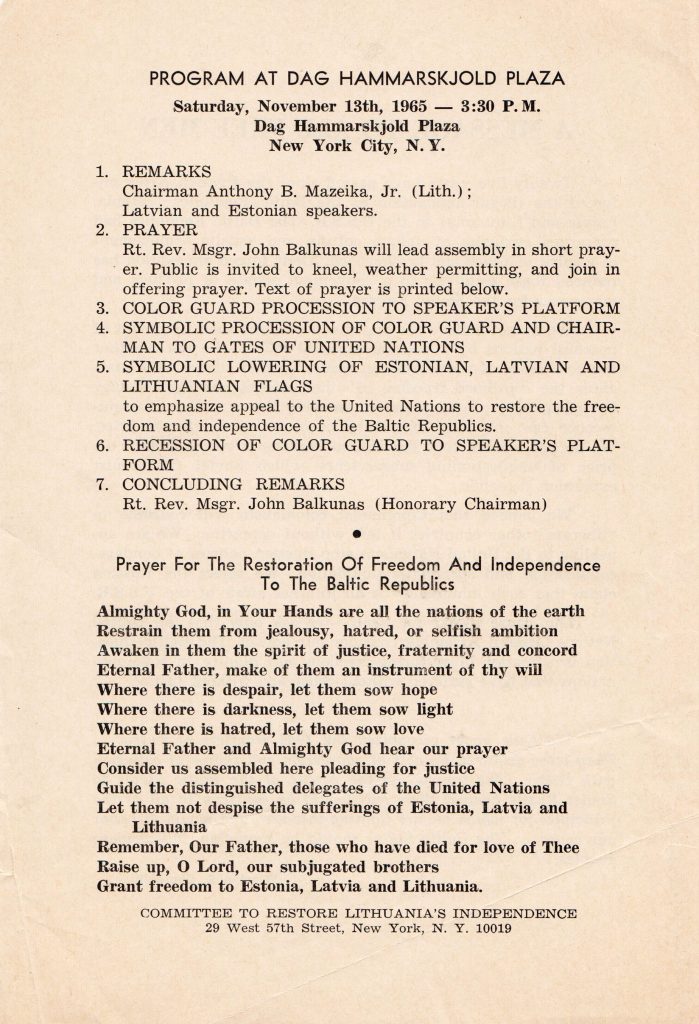 PROGRAM AT DAG HAMMARSKJOLD PLAZA
Saturday, November 13th, 1965 — 3:30 P. M.
Dag Hammarskjold Plaza
New York City, N. Y.
1. REMARKS
Chairman Anthony B. Mazeika, Jr. (Lith.) ;
Latvian and Estonian speakers.
2. PRAYER
Rt. Rev. Msgr. John Balkunas will lead assembly in short pray-
er. Public is invited to kneel, weather permitting, and join in
offering prayer. Text of prayer is printed below.
3. COLOR GUARD PROCESSION TO SPEAKER'S PLATFORM
4. SYMBOLIC PROCESSION OF COLOR GUARD AND CHAIR-
MAN TO GATES OF UNITED NATIONS
5. SYMBOLIC LOWERING OF ESTONIAN, LATVIAN AND
LITHUANIAN FLAGS
to emphasize appeal to the United Nations to restore the free-
dom and independence of the Baltic Republics.
6. RECESSION OF COLOR GUARD TO SPEAKER'S PLAT-
FORM
7. CONCLUDING REMARKS
Rt. Rev. Msgr. John Balkunas (Honorary Chairman)
●
Prayer For The Restoration Of Freedom And Independence
To The Baltic Republics
Almighty God, in Your Hands are all the nations of the earth
Restrain them from jealousy, hatred, or selfish ambition
Awaken in them the spirit of justice, fraternity and concord
Eternal Father, make of them an instrument of thy will
Where there is despair, let them sow hope
Where there is darkness, let them sow light
Where there is hatred, let them sow love
Eternal Father and Almighty God hear our prayer
Consider us assembled here pleading for justice
Guide the distinguished delegates of the United Nations
Let them not despise the sufferings of Estonia, Latvia and
Lithuania
Remember, Our Father, those who have died for love of Thee
Raise up, O Lord, our subjugated brothers
Grant freedom to Estonia, Latvia and Lithuania.
COMMITTEE TO RESTORE LITHUANIA'S INDEPENDENCE
29 West 57th Street, New York, N. Y. 10019